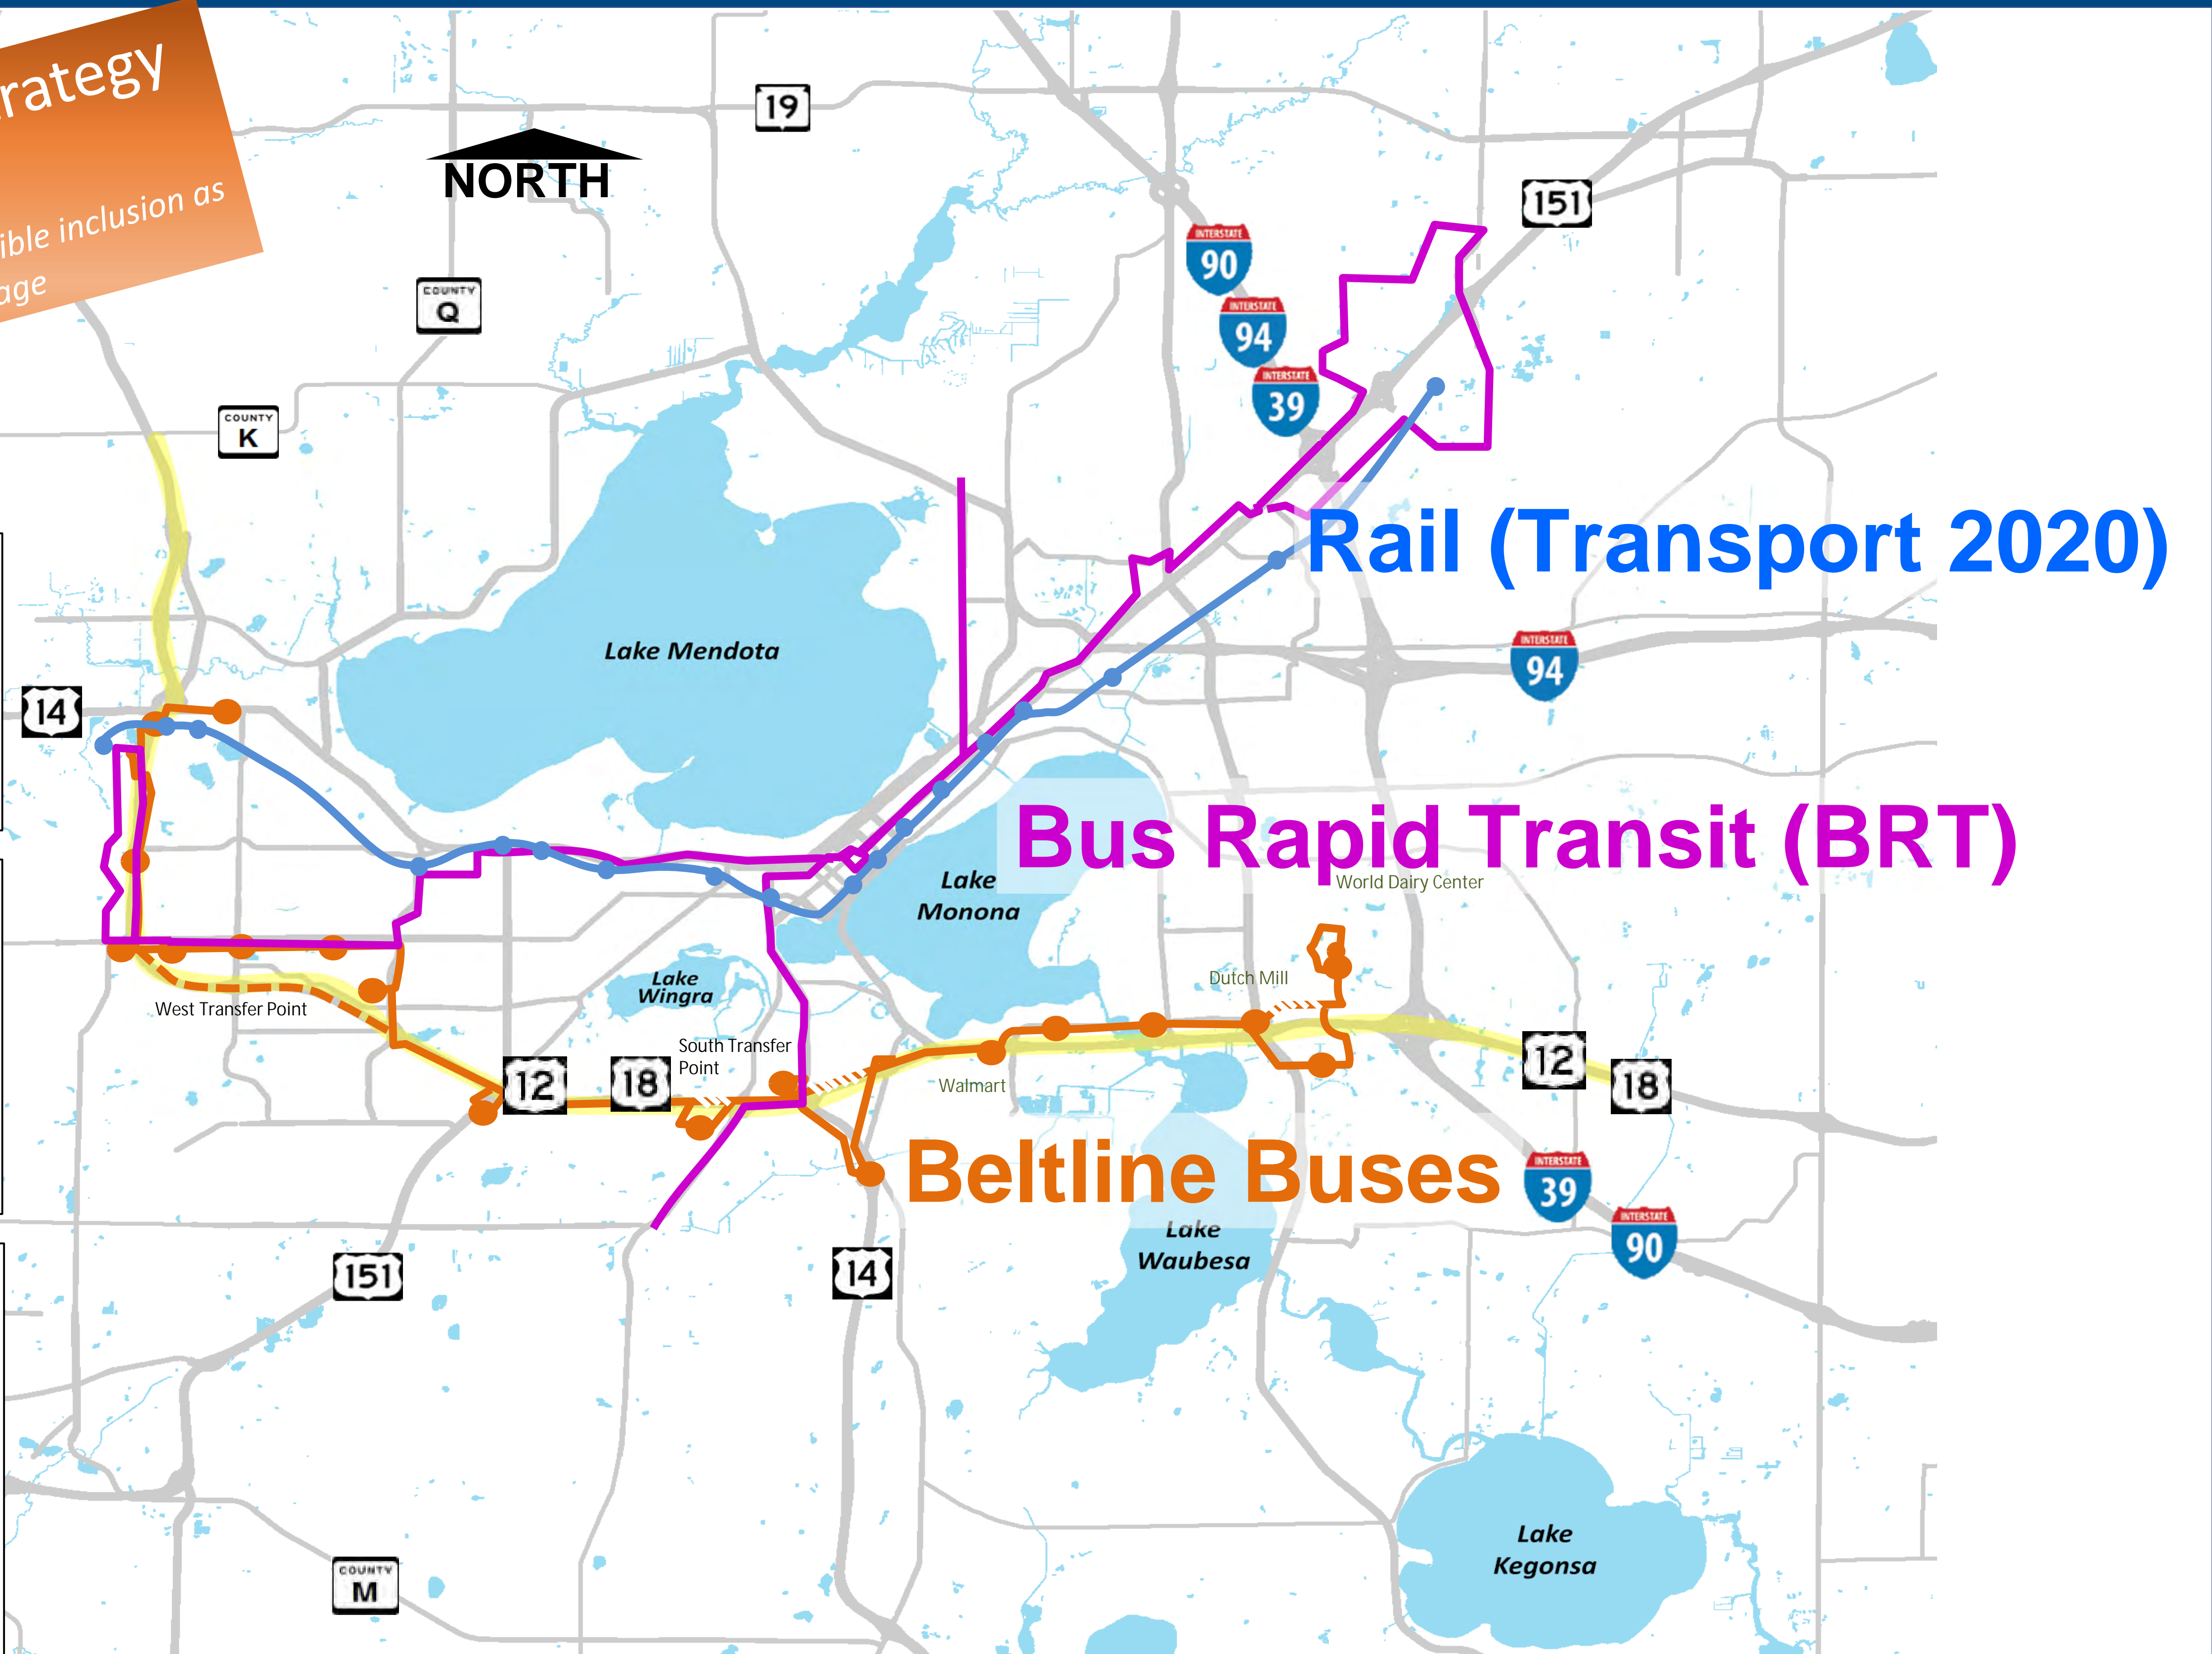 rategy
ible inclusion as
age
19
NORTH
151
INTERSTATE
90
COUNTY
Q
INTERSTATE
94
INTERSTATE
39
COUNTY
K
Rail (Transport 2020)
Lake Mendota
INTERSTATE
94
14
Bus Rapid Transit (BRT)
World Dairy Center
Lake
Monona
Lake
Wingra
Dutch Mill
West Transfer Point
South Transfer
Point
12
18
Walmart
12
18
Beltline Buses
INTERSTATE
39
Lake
Waubesa
INTERSTATE
90
151
14
Lake
Kegonsa
COUNTY
M